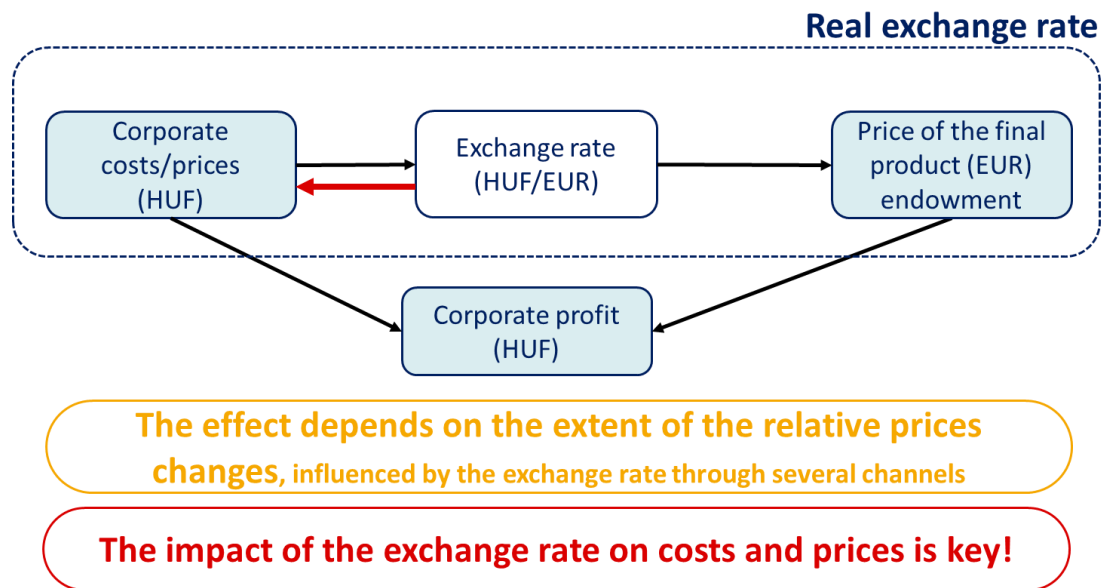 Real exchange rate
Corporate
costs/prices
(HUF)
Exchange rate
(HUF/EUR)
Price of the final
product (EUR)
endowment
Corporate profit
(HUF)
The effect depends on the extent of the relative prices
changes, influenced by the exchange rate through several channels
The impact of the exchange rate on costs and prices is key!